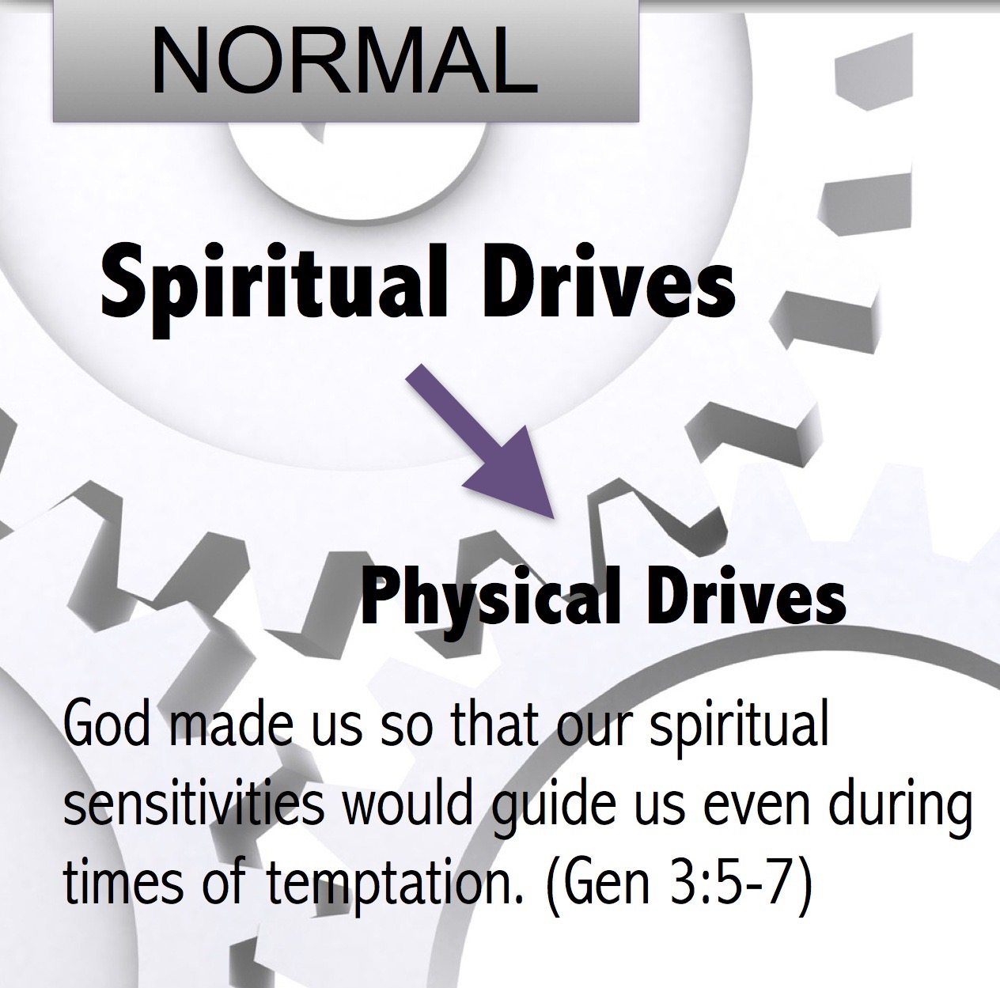 NORMAL
Spiritual Drives
Physical Drives
God made us so that our spiritual
sensitivities would guide us even during
times of temptation. (Gen 3:5-7)